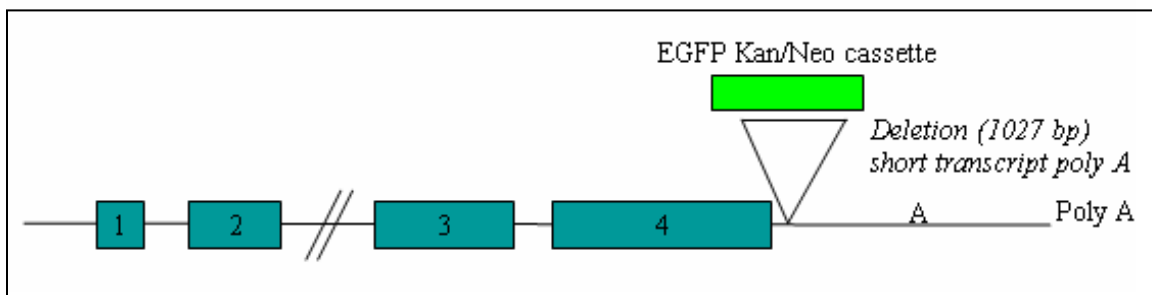 EGFP Kan/Neo cassette
Deletion (1027 bp)
short transcript poly A
1 2 3 4 A Poly A